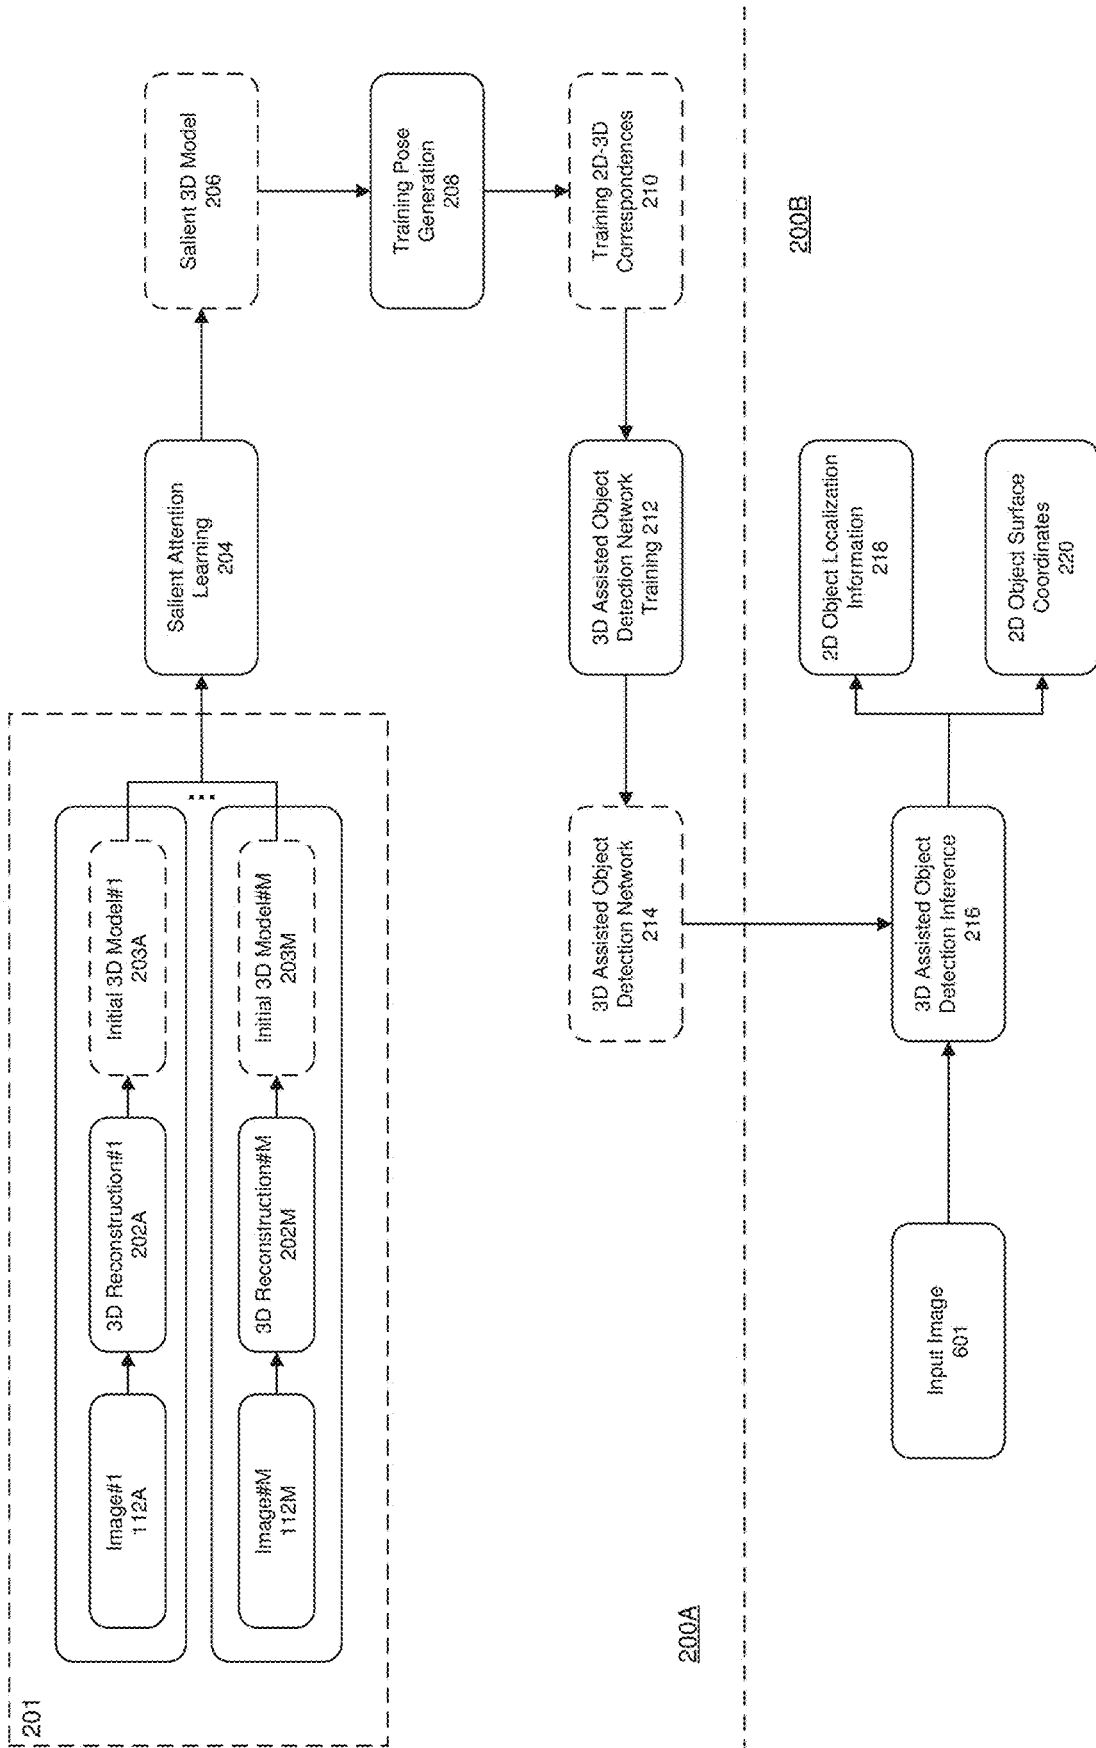 201
Image#1
112A
3D Reconstruction#1
202A
Initial 3D Model#1
203A
Image#M
112M
3D Reconstruction#M
202M
Initial 3D Model#M
203M
...
Salient Attention
Learning
204
Salient 3D Model
206
Training Pose
Generation
208
Training 2D-3D
Correspondences
210
3D Assisted Object
Detection Network
Training 212
3D Assisted Object
Detection Network
214
200A
200B
Input Image
601
3D Assisted Object
Detection Inference
216
2D Object Localization
Information
218
2D Object Surface
Coordinates
220